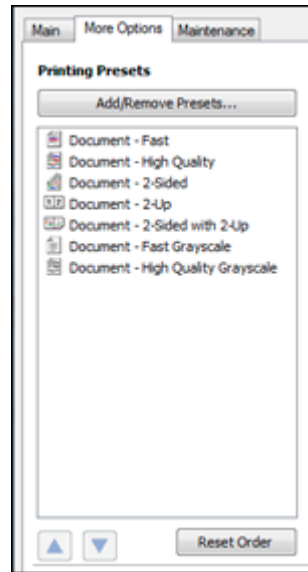 Main More Options Maintenance
Printing Presets
Add/Remove Presets...
Document - Fast
Document - High Quality
Document - 2-Sided
Document - 2-Up
Document - 2-Sided with 2-Up
Document - Fast Grayscale
Document - High Quality Grayscale
Reset Order